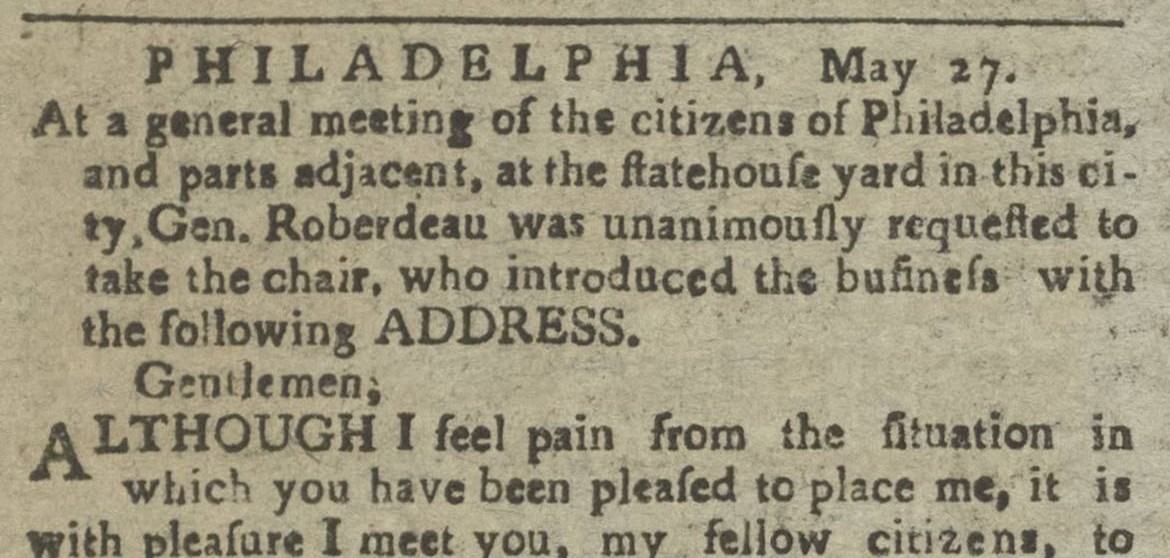 PHILADELPHIA, May 27.
At a general meeting of the citizens of Philadelphia,
and parts adjacent, at the ſtatehouſe yard in this ci-
ty, Gen. Roberdeau was unanimouſly requeſted to
take the chair, who introduced the buſineſs with
the following ADDRESS.
Gentlemen;
ALTHOUGH I feel pain from the ſituation in
which you have been pleaſed to place me, it is
with pleaſure I meet you, my fellow citizens, to